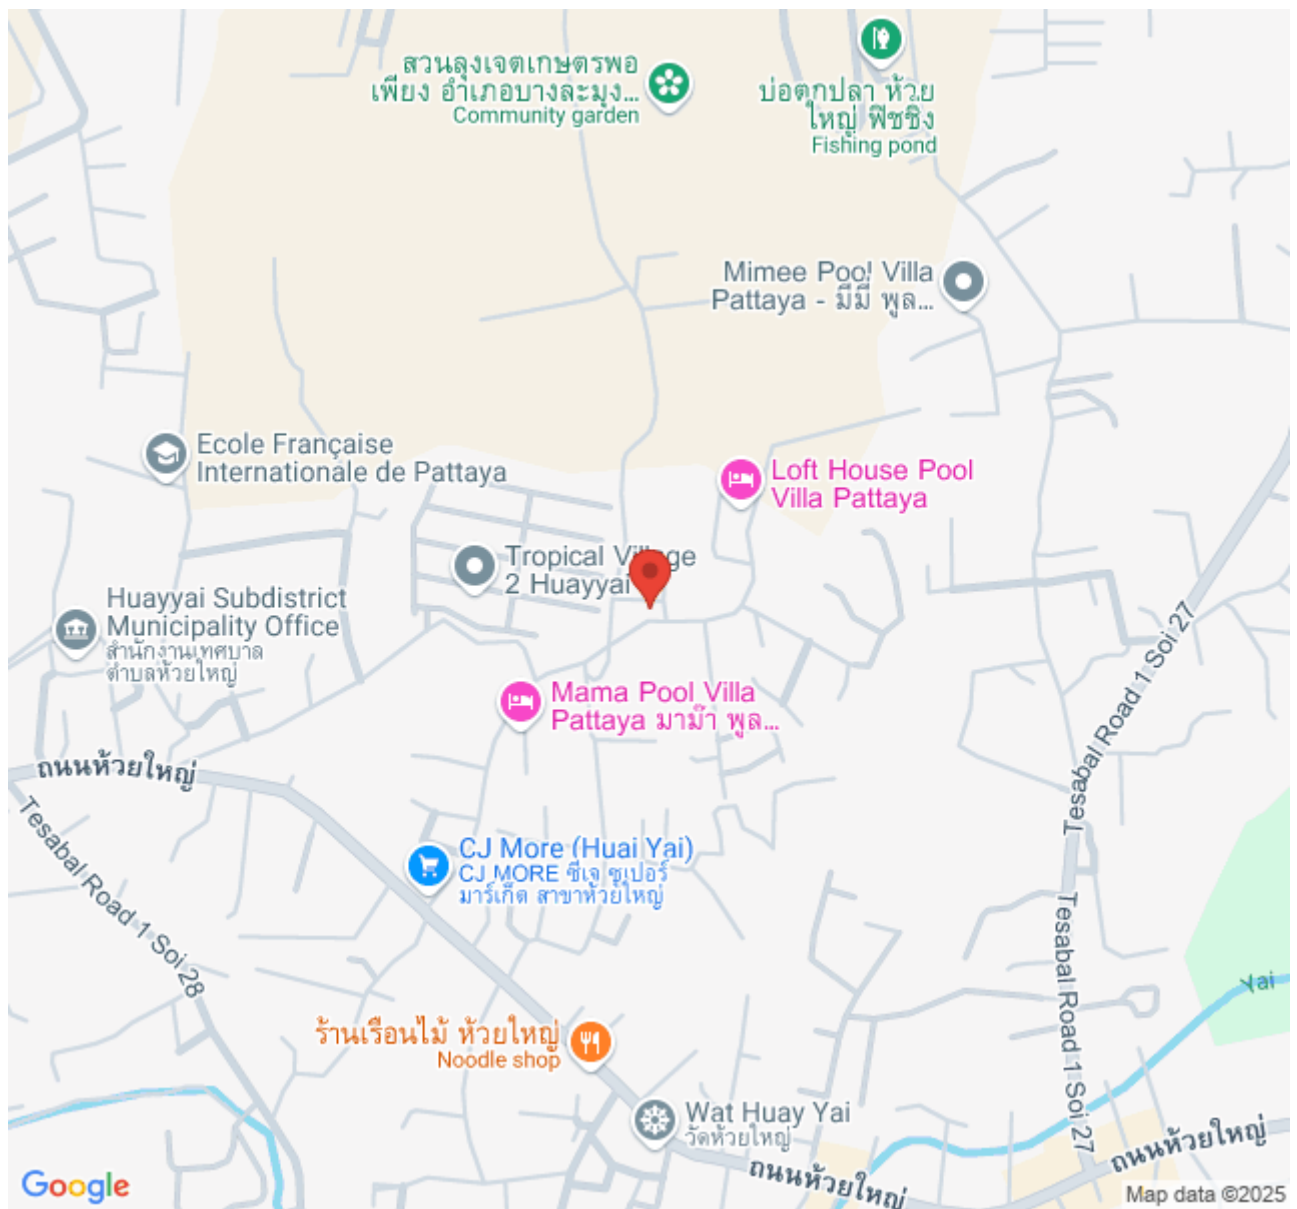 สวนลุงเจตเกษตรพอ
เพียง อำเภอบางละมุง...
Community garden
บ่อตกปลา ห้วย
ใหญ่ ฟิชชิง
Fishing pond
Mimee Pool Villa
Pattaya - มีมี่ พูล...
Ecole Française
Internationale de Pattaya
Loft House Pool
Villa Pattaya
Tropical Village
2 Huayyai
Huayyai Subdistrict
Municipality Office
สำนักงานเทศบาล
ตำบลห้วยใหญ่
Tesabal Road 1 Soi 27
Mama Pool Villa
Pattaya มาม๊า พูล...
ถนนห้วยใหญ่
Tesabal Road 1 Soi 28
CJ More (Huai Yai)
CJ MORE ซีเจ ซูเปอร์
มาร์เก็ต สาขาห้วยใหญ่
Tesabal Road 1 Soi 27
Yai
ร้านเรือนไม้ ห้วยใหญ่
Noodle shop
Wat Huay Yai
วัดห้วยใหญ่
ถนนห้วยใหญ่
ถนนห้วยใหญ่
Google
Map data ©2025